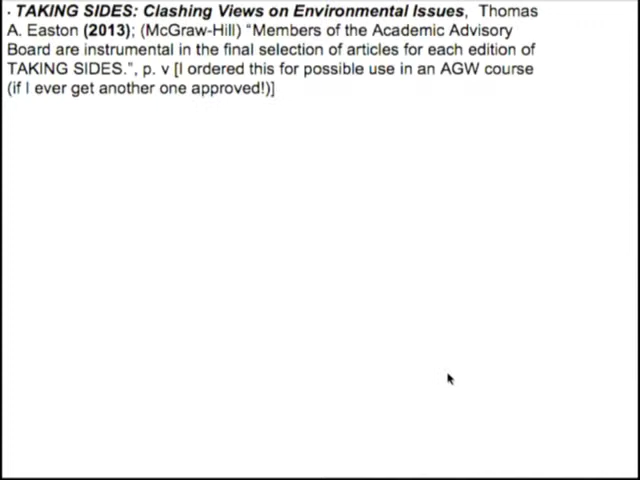 · TAKING SIDES: Clashing Views on Environmental Issues, Thomas
A. Easton (2013); (McGraw-Hill) “Members of the Academic Advisory
Board are instrumental in the final selection of articles for each edition of
TAKING SIDES.”, p. v [I ordered this for possible use in an AGW course
(if I ever get another one approved!)]